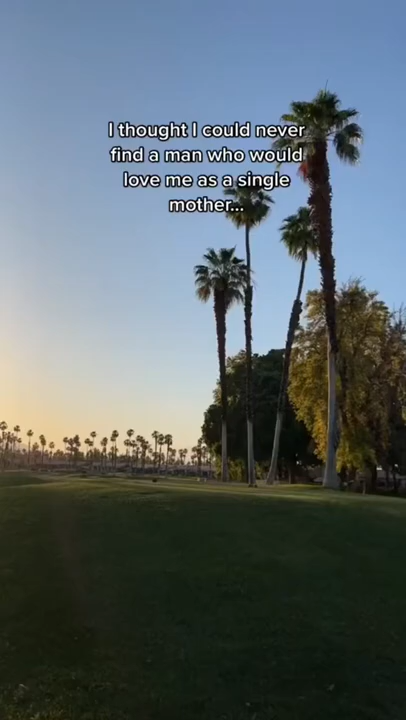 I thought I could never
find a man who would
love me as a single
mother...